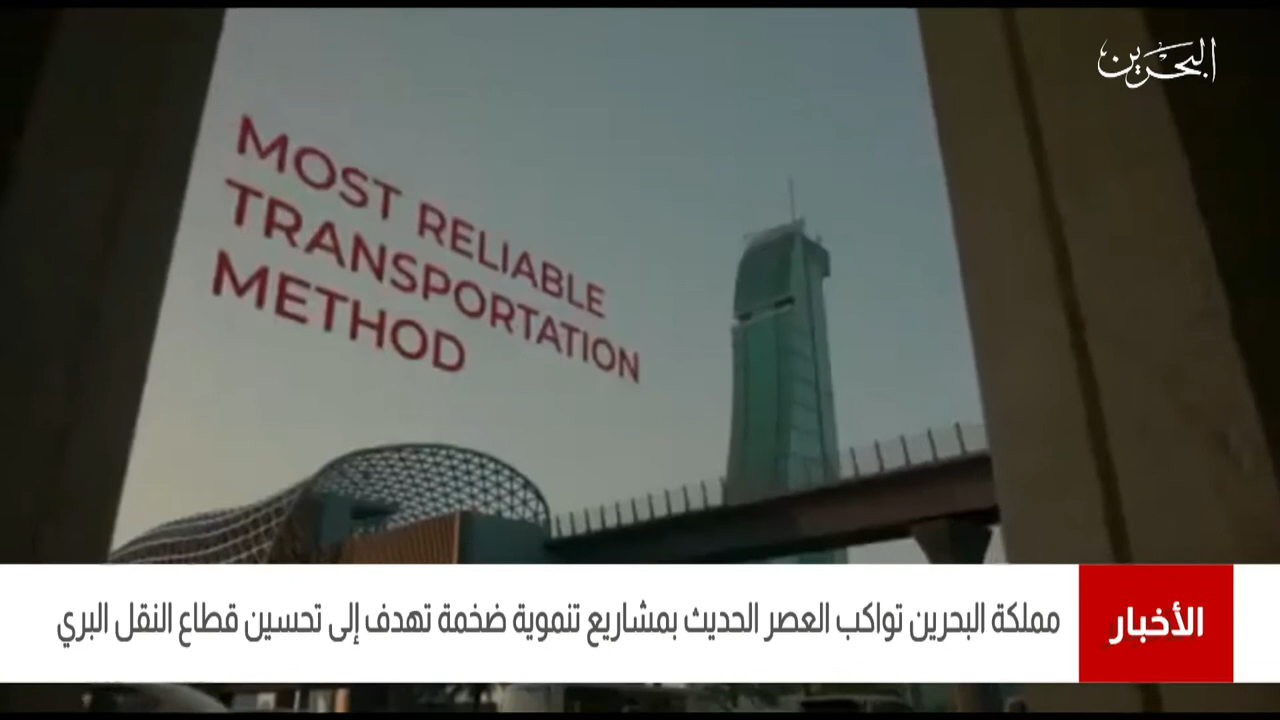 البحرين
MOST RELIABLE
TRANSPORTATION
METHOD
الأخبار
مملكة البحرين تواكب العصر الحديث بمشاريع تنموية ضخمة تهدف إلى تحسين قطاع النقل البري